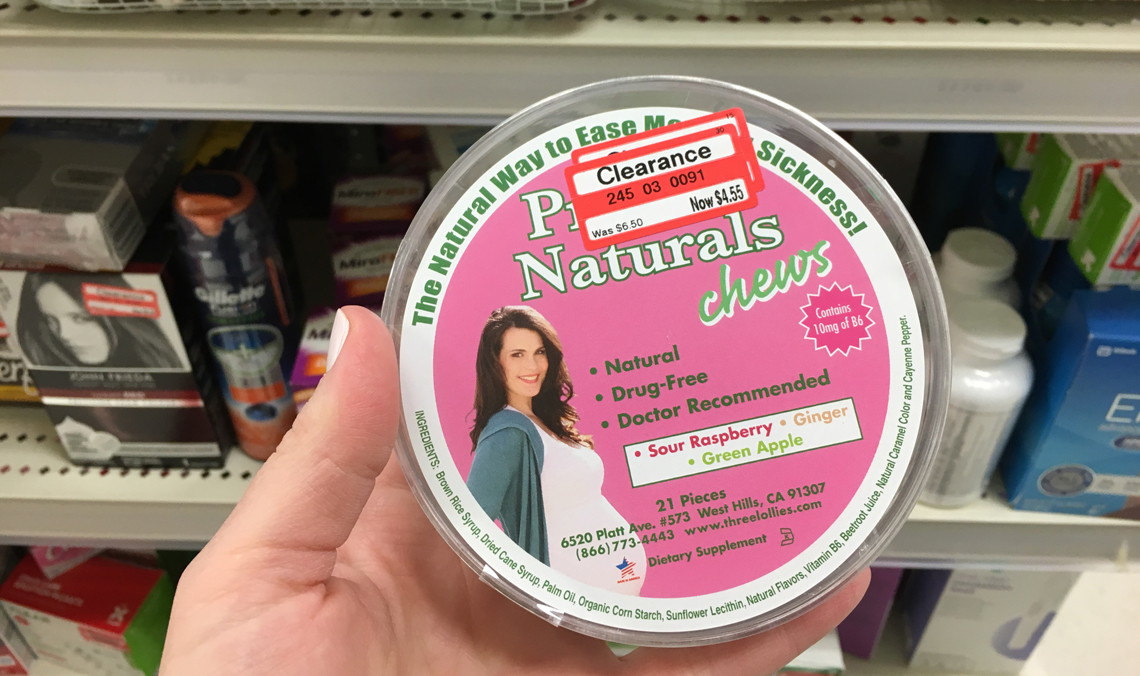 The Natural Way to Ease Sickness!
Clearance
245 03 0091
Was $6.50 Now $4.55
Naturals
chews
Contains
10mg of B6
• Natural
• Drug-Free
• Doctor Recommended
• Sour Raspberry • Ginger
• Green Apple
21 Pieces
6520 Platt Ave. #573 West Hills, CA 91307
(866)773-4443 www.threelollies.com
Dietary Supplement
INGREDIENTS: Brown Rice Syrup, Dried Cane Syrup, Palm Oil, Organic Corn Starch, Sunflower Lecithin, Natural Flavors, Vitamin B6, Beetroot Juice, Natural Caramel Color and Cayenne Pepper.
Gillette
JOHN FRIEDA